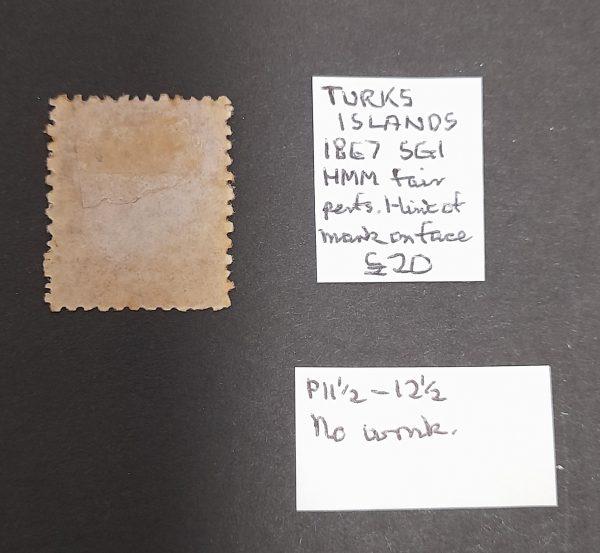 TURKS
ISLANDS
1867 SG1
HMM fair
perfs. Hint of
mark on face
£20
P11½-12½
No wmk.